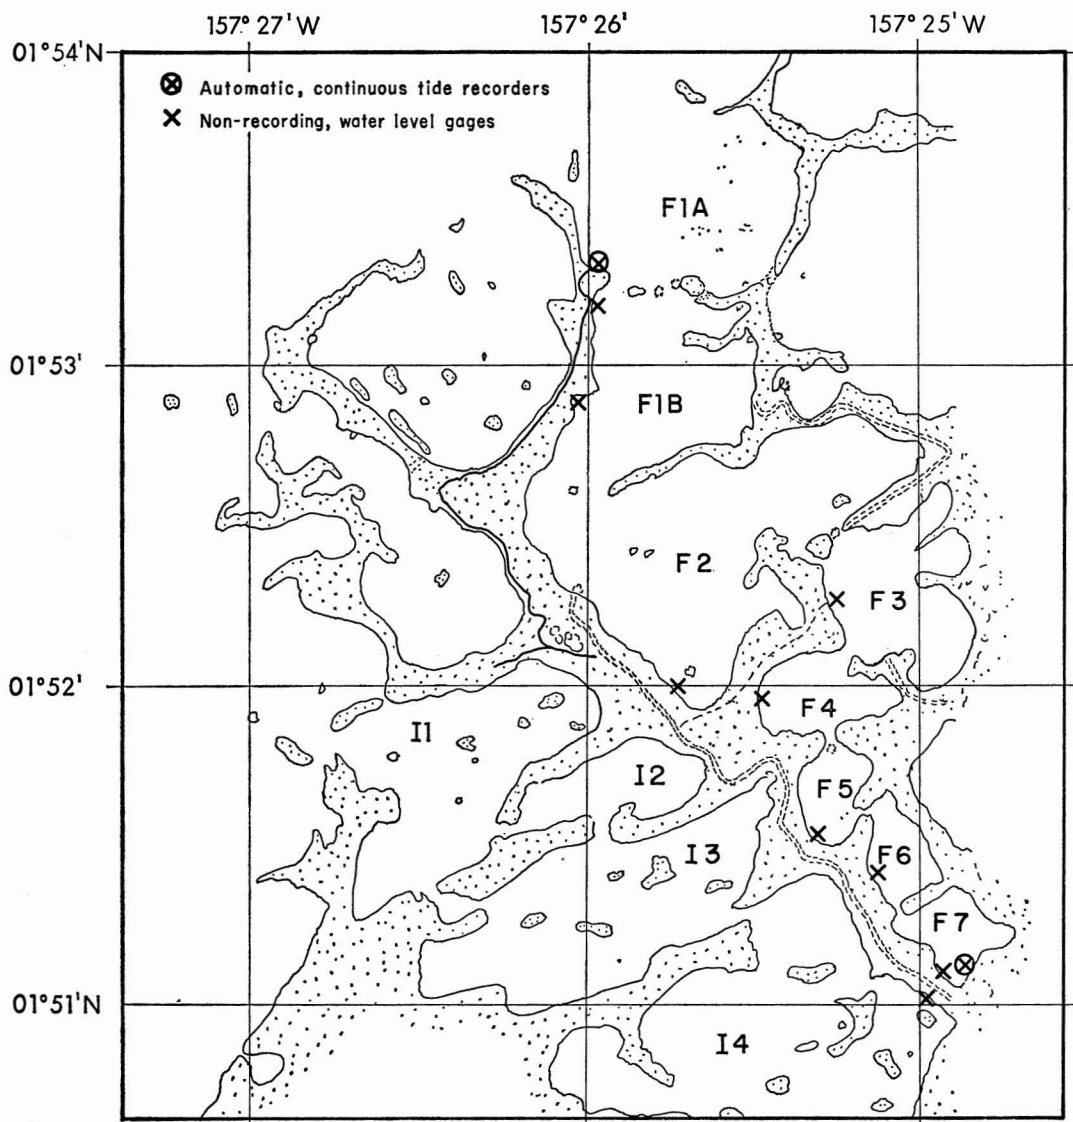 157° 27' W 157° 26' 157° 25' W
01° 54' N
Automatic, continuous tide recorders
Non-recording, water level gages
F1A
01° 53'
F1B
F2
F3
01° 52'
F4
I1
I2
F5
I3
F6
F7
01° 51' N
I4